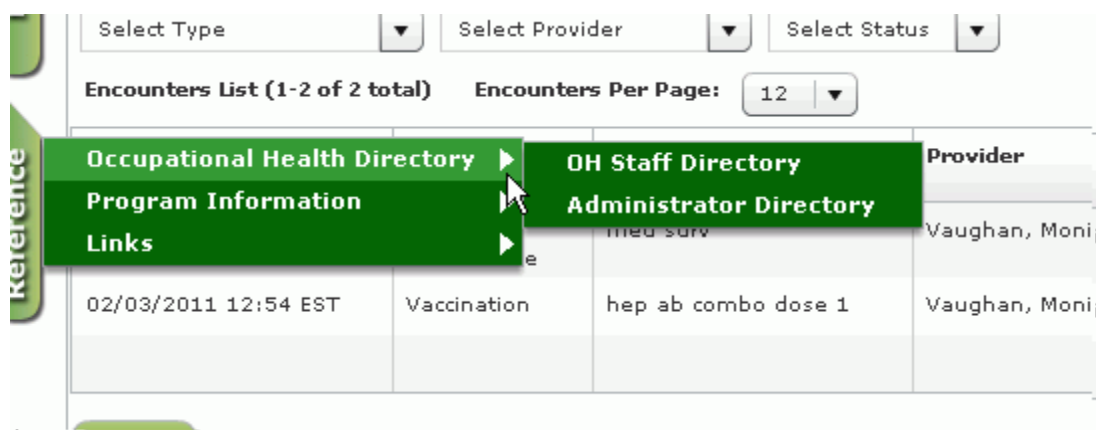 Select Type
Select Provider
Select Status
Encounters List (1-2 of 2 total)
Encounters Per Page:
12
Reference
Occupational Health Directory
OH Staff Directory
Provider
Program Information
Administrator Directory
Links
med surv
Vaughan,
02/03/2011 12:54 EST
Vaccination
hep ab combo dose 1
Vaughan,